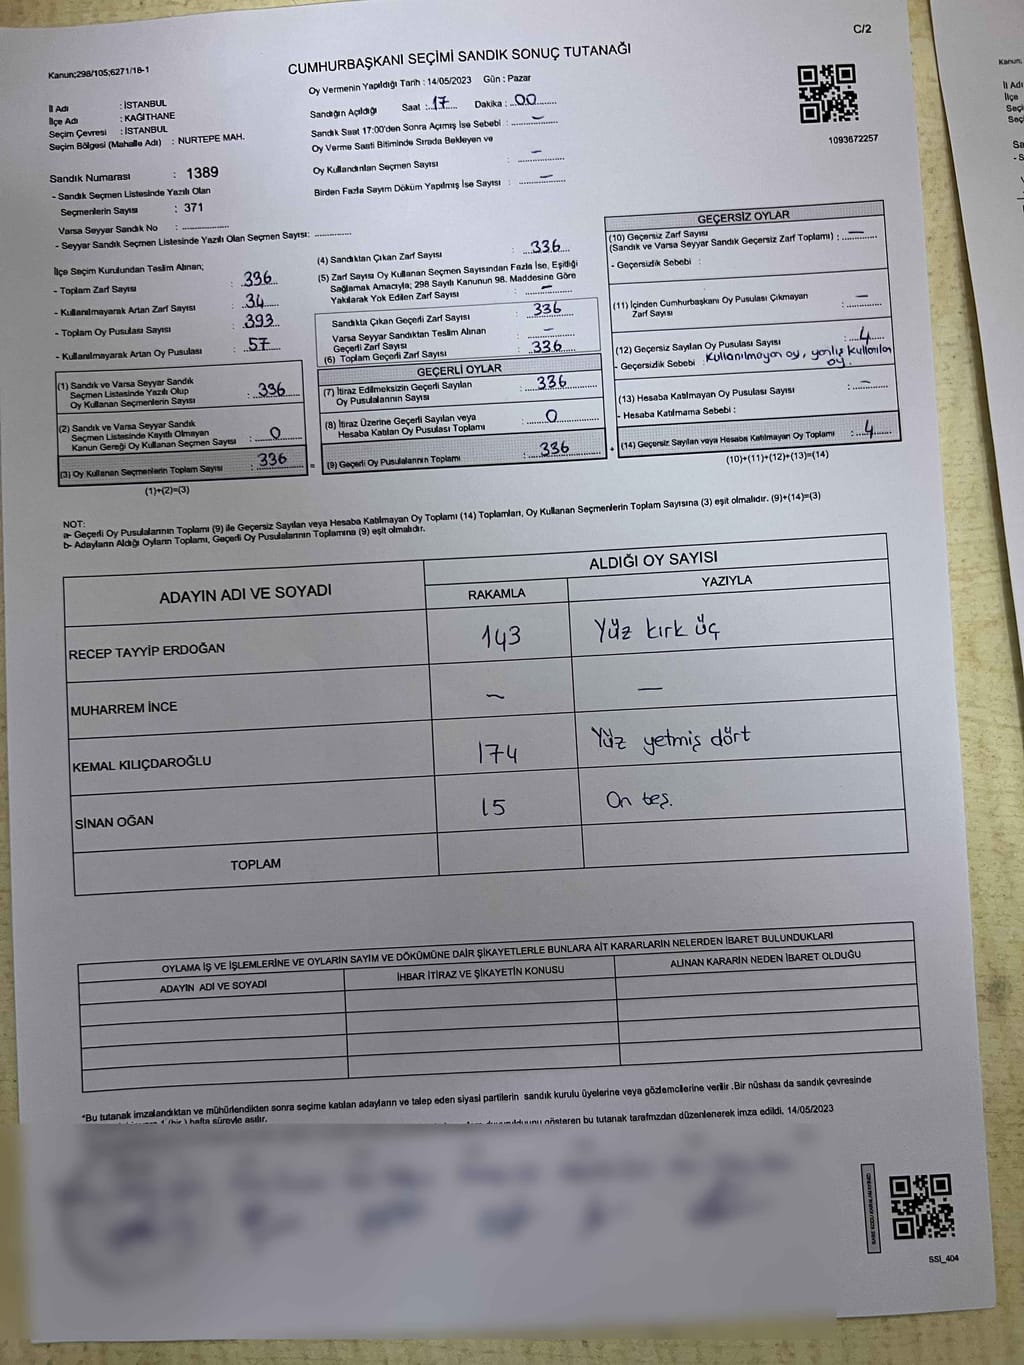 C/2
Kanun;298/105;6271/18-1
CUMHURBAŞKANI SEÇİMİ SANDIK SONUÇ TUTANAĞI
Oy Vermenin Yapıldığı Tarih : 14/05/2023 Gün : Pazar
İl Adı : İSTANBUL
İlçe Adı : KAĞITHANE
Seçim Çevresi : İSTANBUL
Seçim Bölgesi (Mahalle Adı) : NURTEPE MAH.
Sandığın Açıldığı Saat : 17 Dakika : 00
Sandık Saat 17:00'den Sonra Açımış İse Sebebi : –
Oy Verme Saati Bitiminde Sırada Bekleyen ve
Oy Kullandırılan Seçmen Sayısı : –
Birden Fazla Sayım Döküm Yapılmış İse Sayısı : –
1093672257
Sandık Numarası : 1389
- Sandık Seçmen Listesinde Yazılı Olan
Seçmenlerin Sayısı : 371
Varsa Seyyar Sandık No :
- Seyyar Sandık Seçmen Listesinde Yazılı Olan Seçmen Sayısı:
İlçe Seçim Kurulundan Teslim Alınan;
- Toplam Zarf Sayısı : 396
- Kullanılmayarak Artan Zarf Sayısı : 34
- Toplam Oy Pusulası Sayısı : 393
- Kullanılmayarak Artan Oy Pusulası : 57
(1) Sandık ve Varsa Seyyar Sandık
Seçmen Listesinde Yazılı Olup
Oy Kullanan Seçmenlerin Sayısı : 336
(2) Sandık ve Varsa Seyyar Sandık
Seçmen Listesinde Kayıtlı Olmayan
Kanun Gereği Oy Kullanan Seçmen Sayısı : 0
(3) Oy Kullanan Seçmenlerin Toplam Sayısı : 336
(1)+(2)=(3)
(4) Sandıktan Çıkan Zarf Sayısı : 336
(5) Zarf Sayısı Oy Kullanan Seçmen Sayısından Fazla İse, Eşitliği
Sağlamak Amacıyla; 298 Sayılı Kanunun 98. Maddesine Göre
Yakılarak Yok Edilen Zarf Sayısı : –
Sandıkta Çıkan Geçerli Zarf Sayısı : 336
Varsa Seyyar Sandıktan Teslim Alınan
Geçerli Zarf Sayısı : –
(6) Toplam Geçerli Zarf Sayısı : 336
GEÇERLİ OYLAR
(7) İtiraz Edilmeksizin Geçerli Sayılan
Oy Pusulalarının Sayısı : 336
(8) İtiraz Üzerine Geçerli Sayılan veya
Hesaba Katılan Oy Pusulası Toplamı : 0
= (9) Geçerli Oy Pusulalarının Toplamı : 336
GEÇERSİZ OYLAR
(10) Geçersiz Zarf Sayısı
(Sandık ve Varsa Seyyar Sandık Geçersiz Zarf Toplamı) : –
- Geçersizlik Sebebi :
(11) İçinden Cumhurbaşkanı Oy Pusulası Çıkmayan
Zarf Sayısı : –
(12) Geçersiz Sayılan Oy Pusulası Sayısı : 4
- Geçersizlik Sebebi : Kullanılmayan oy, yanlış kullanılan
oy.
(13) Hesaba Katılmayan Oy Pusulası Sayısı : –
- Hesaba Katılmama Sebebi :
+ (14) Geçersiz Sayılan veya Hesaba Katılmayan Oy Toplamı : 4
(10)+(11)+(12)+(13)=(14)
NOT:
a- Geçerli Oy Pusulalarının Toplamı (9) ile Geçersiz Sayılan veya Hesaba Katılmayan Oy Toplamı (14) Toplamları, Oy Kullanan Seçmenlerin Toplam Sayısına (3) eşit olmalıdır. (9)+(14)=(3)
b- Adayların Aldığı Oyların Toplamı, Geçerli Oy Pusulalarının Toplamına (9) eşit olmalıdır.
ADAYIN ADI VE SOYADI
ALDIĞI OY SAYISI
RAKAMLA YAZIYLA
RECEP TAYYİP ERDOĞAN 143 Yüz kırk üç
MUHARREM İNCE – –
KEMAL KILIÇDAROĞLU 174 Yüz yetmiş dört
SİNAN OĞAN 15 On beş.
TOPLAM
OYLAMA İŞ VE İŞLEMLERİNE VE OYLARIN SAYIM VE DÖKÜMÜNE DAİR ŞİKAYETLERLE BUNLARA AİT KARARLARIN NELERDEN İBARET BULUNDUKLARI
ADAYIN ADI VE SOYADI İHBAR İTİRAZ VE ŞİKAYETİN KONUSU ALINAN KARARIN NEDEN İBARET OLDUĞU
*Bu tutanak imzalandıktan ve mühürlendikten sonra seçime katılan adayların ve talep eden siyasi partilerin sandık kurulu üyelerine veya gözlemcilerine verilir .Bir nüshası da sandık çevresinde
1 (bir ) hafta süreyle asılır.
gösteren bu tutanak tarafımızdan düzenlenerek imza edildi. 14/05/2023
SSI_404
Kanun;
İl Adı
İlçe
Seçi
Seçi
Sa
- S